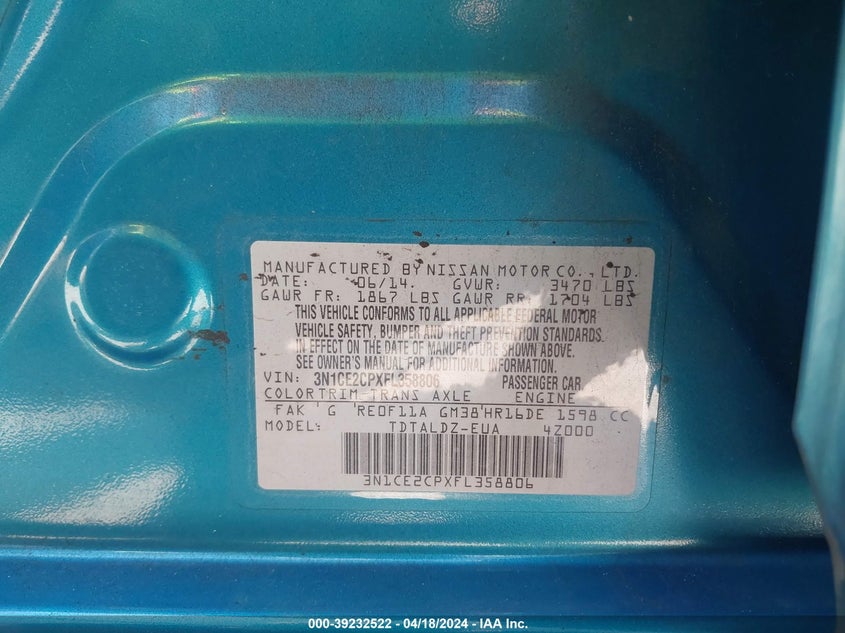 MANUFACTURED BY NISSAN MOTOR CO., LTD.
DATE: 06/14. GVWR: 3470 LBS
GAWR FR: 1867 LBS GAWR RR: 1704 LBS
THIS VEHICLE CONFORMS TO ALL APPLICABLE FEDERAL MOTOR
VEHICLE SAFETY, BUMPER AND THEFT PREVENTION STANDARDS
IN EFFECT ON THE DATE OF MANUFACTURE SHOWN ABOVE.
SEE OWNER'S MANUAL FOR ADDITIONAL INFORMATION.
VIN: 3N1CE2CPXFL358806 PASSENGER CAR
COLOR TRIM TRANS AXLE ENGINE
FAK G RE0F11A GM38 HR16DE 1598 CC
MODEL: TDTALDZ-EUA 4Z000
3N1CE2CPXFL358806
000-39232522 - 04/18/2024 - IAA Inc.